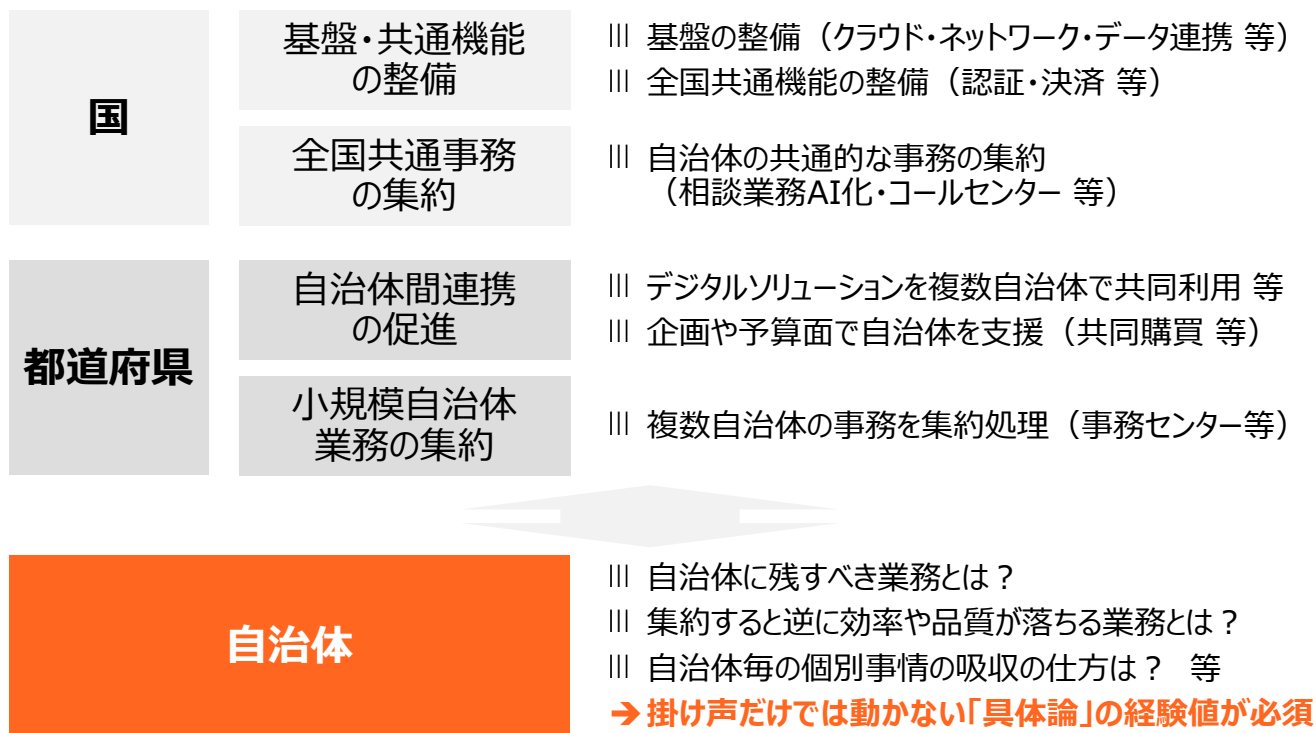 国
基盤・共通機能
の整備
基盤の整備（クラウド・ネットワーク・データ連携 等）
全国共通機能の整備（認証・決済 等）
全国共通事務
の集約
自治体の共通的な事務の集約
（相談業務AI化・コールセンター 等）
都道府県
自治体間連携
の促進
デジタルソリューションを複数自治体で共同利用 等
企画や予算面で自治体を支援（共同購買 等）
小規模自治体
業務の集約
複数自治体の事務を集約処理（事務センター等）
自治体
自治体に残すべき業務とは？
集約すると逆に効率や品質が落ちる業務とは？
自治体毎の個別事情の吸収の仕方は？ 等
➔ 掛け声だけでは動かない「具体論」の経験値が必須